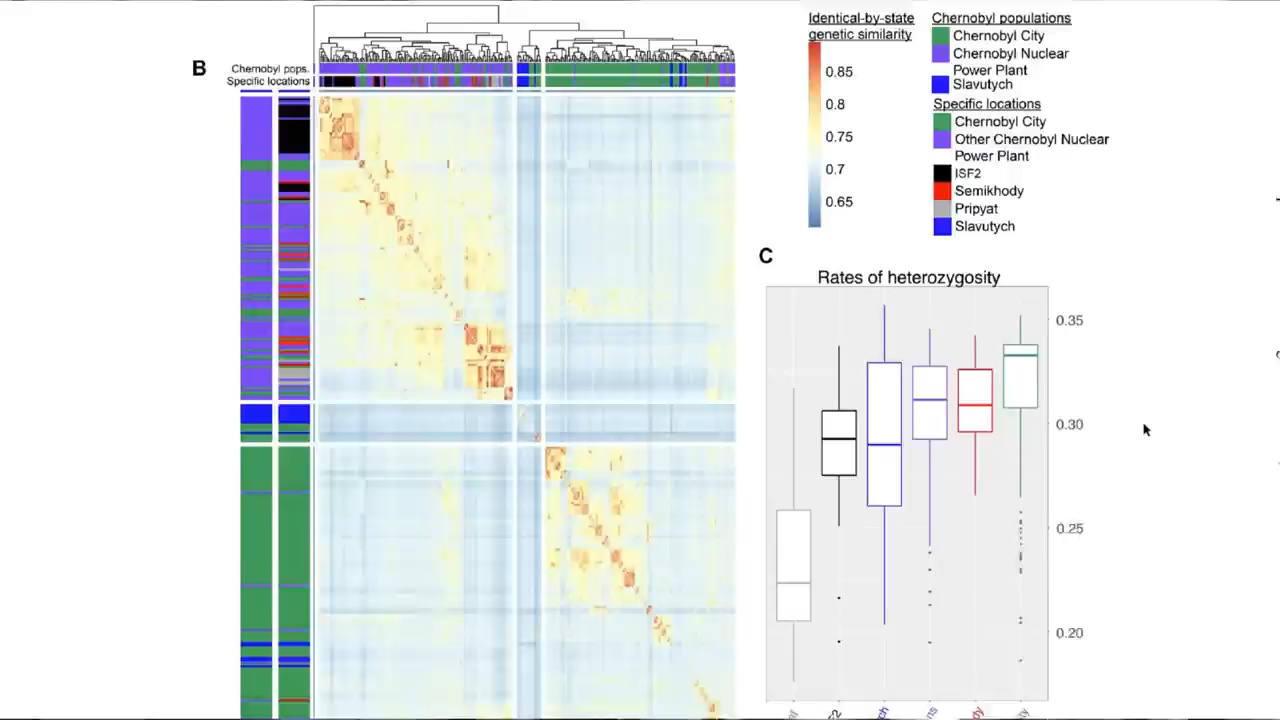 B
Chernobyl pops.
Specific locations
Identical-by-state
genetic similarity
0.85
0.8
0.75
0.7
0.65
Chernobyl populations
Chernobyl City
Chernobyl Nuclear
Power Plant
Slavutych
Specific locations
Chernobyl City
Other Chernobyl Nuclear
Power Plant
ISF2
Semikhody
Pripyat
Slavutych
C
Rates of heterozygosity
0.35
0.30
0.25
0.20